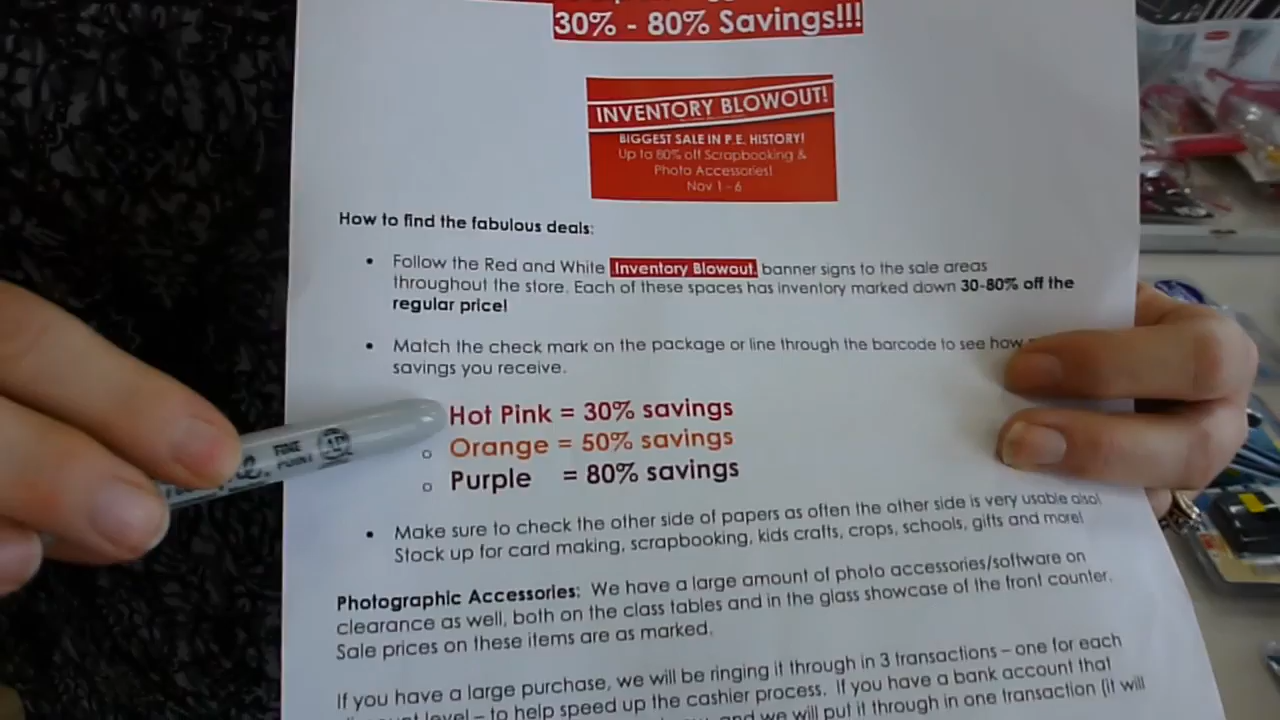 30% - 80% Savings!!!
INVENTORY BLOWOUT!
BIGGEST SALE IN P.E. HISTORY!
Up to 80% off Scrapbooking &
Photo Accessories!
Nov 1 - 6
How to find the fabulous deals:
• Follow the Red and White Inventory Blowout banner signs to the sale areas
throughout the store. Each of these spaces has inventory marked down 30-80% off the
regular price!
• Match the check mark on the package or line through the barcode to see how
savings you receive.
Hot Pink = 30% savings
o Orange = 50% savings
o Purple = 80% savings
FINE
POINT
AP
• Make sure to check the other side of papers as often the other side is very usable also!
Stock up for card making, scrapbooking, kids crafts, crops, schools, gifts and more!
Photographic Accessories: We have a large amount of photo accessories/software on
clearance as well, both on the class tables and in the glass showcase of the front counter.
Sale prices on these items are as marked.
If you have a large purchase, we will be ringing it through in 3 transactions – one for each
level – to help speed up the cashier process. If you have a bank account that
and we will put it through in one transaction (it will